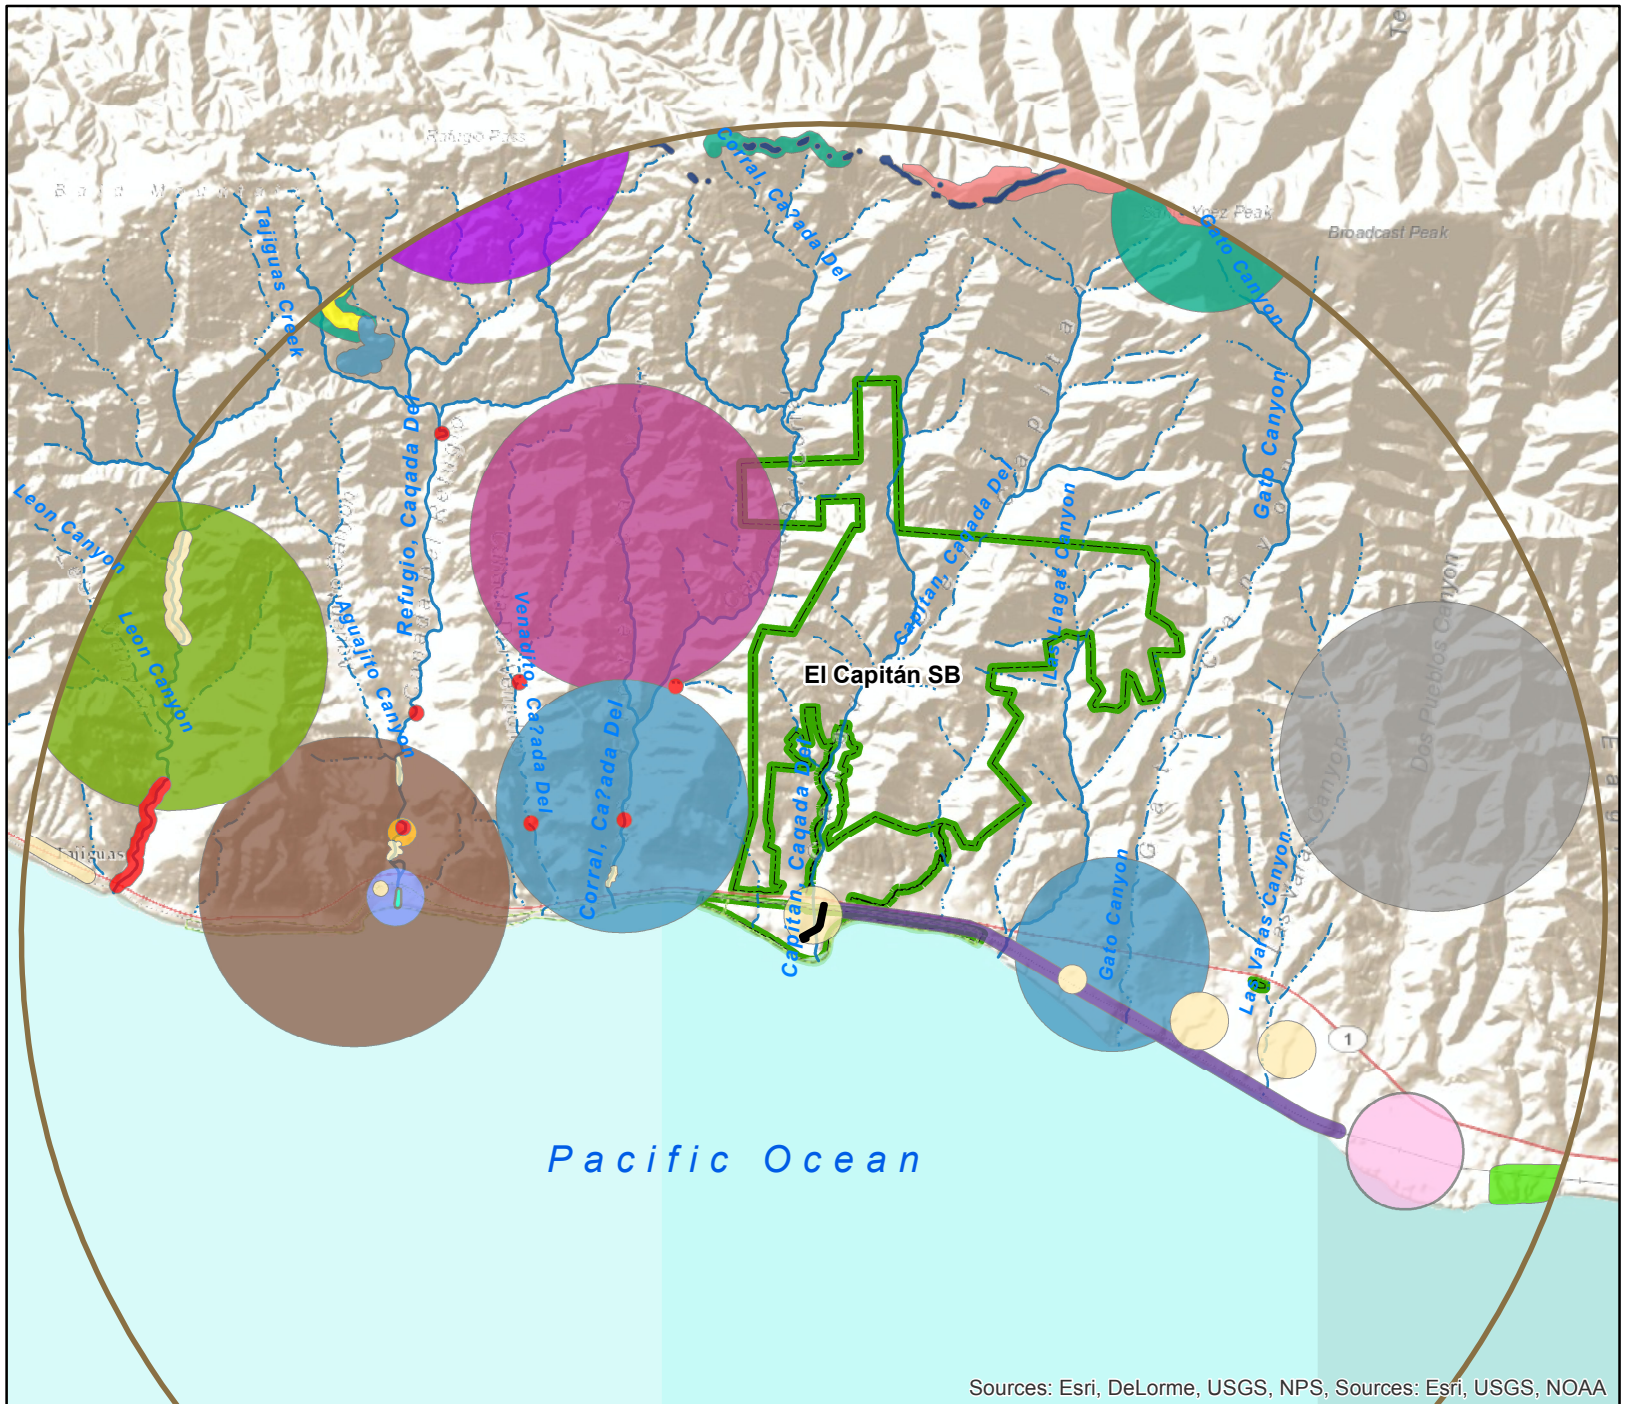 Refugio Pass
Corral, Ca?ada Del
Santa Ynez Peak
Broadcast Peak
Gato Canyon
Tajiguas Creek
Refugio, Caqada Del
Gato Canyon
Leon Canyon
Capitan, Caqada Del
Las Llagas Canyon
Leon Canyon
Aguajito Canyon
Venadito, Ca?ada Del
El Capitán SB
Dos Pueblos Canyon
Corral, Ca?ada Del
Capitan, Caqada Del
Tajiguas
Gato Canyon
Las Varas Canyon
1
Pacific Ocean
Sources: Esri, DeLorme, USGS, NPS, Sources: Esri, USGS, NOAA